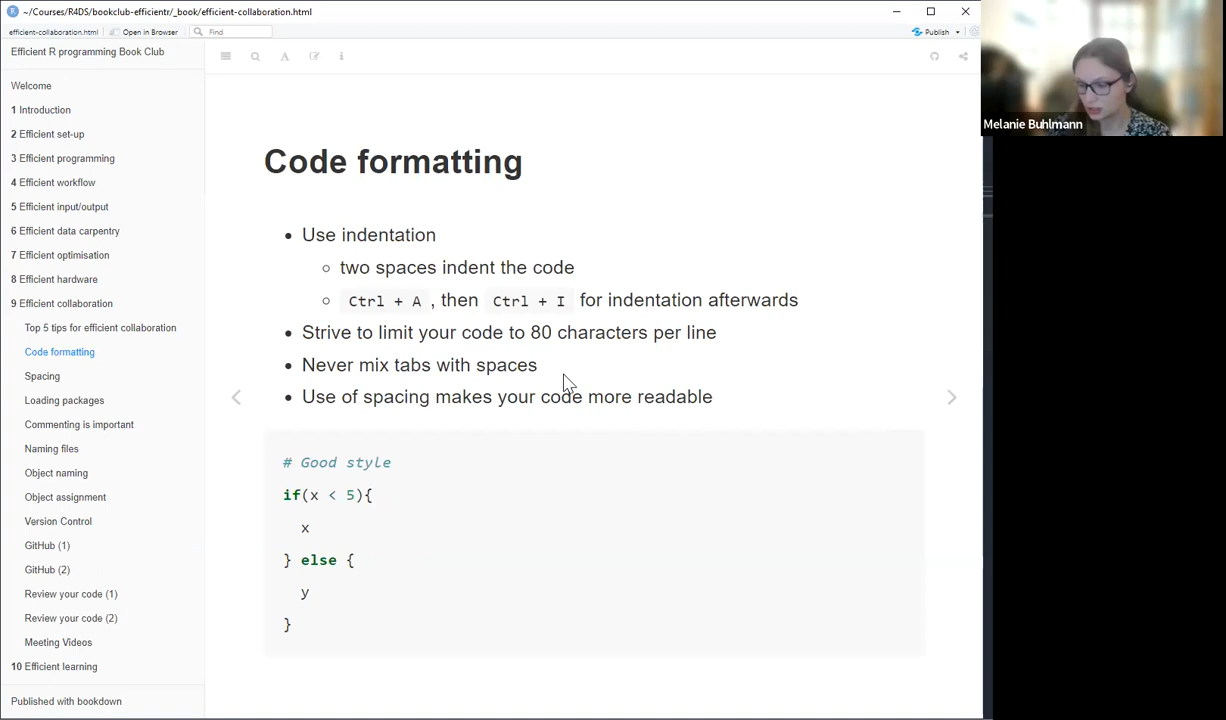 ~/Courses/R4DS/bookclub-efficientr/_book/efficient-collaboration.html
efficient-collaboration.html
Open in Browser
Find
Publish
Efficient R programming Book Club
Welcome
1 Introduction
2 Efficient set-up
3 Efficient programming
4 Efficient workflow
5 Efficient input/output
6 Efficient data carpentry
7 Efficient optimisation
8 Efficient hardware
9 Efficient collaboration
Top 5 tips for efficient collaboration
Code formatting
Spacing
Loading packages
Commenting is important
Naming files
Object naming
Object assignment
Version Control
GitHub (1)
GitHub (2)
Review your code (1)
Review your code (2)
Meeting Videos
10 Efficient learning
Published with bookdown
Code formatting
• Use indentation
○ two spaces indent the code
○ Ctrl + A , then Ctrl + I for indentation afterwards
• Strive to limit your code to 80 characters per line
• Never mix tabs with spaces
• Use of spacing makes your code more readable
# Good style
if(x < 5){
  x
} else {
  y
}
Melanie Buhlmann